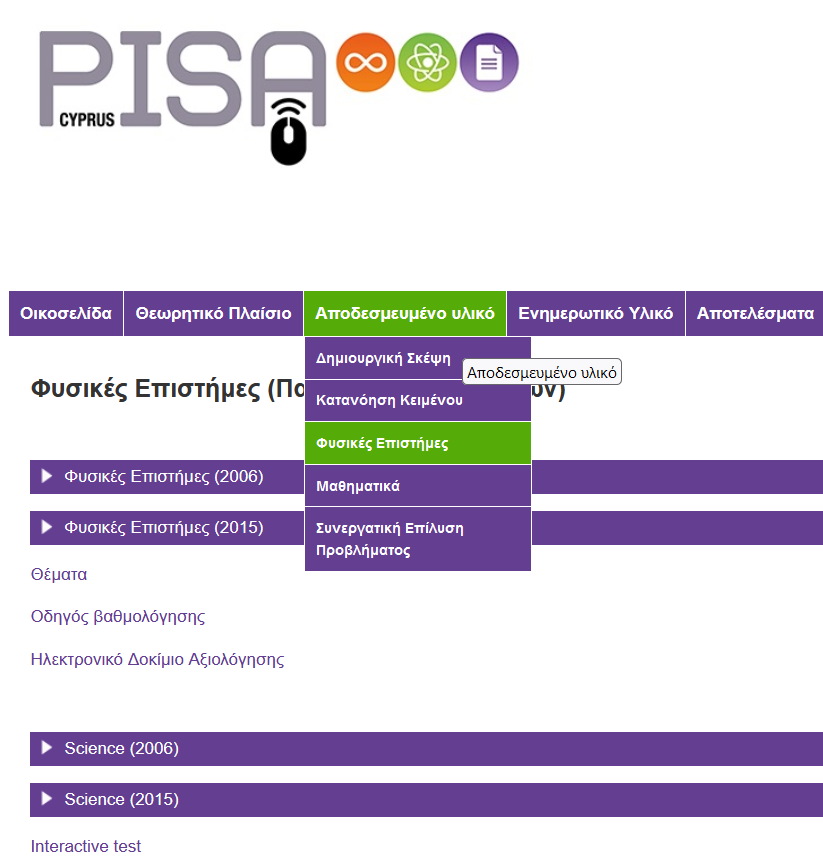 PISA
CYPRUS
Οικοσελίδα Θεωρητικό Πλαίσιο Αποδεσμευμένο υλικό Ενημερωτικό Υλικό Αποτελέσματα
Δημιουργική Σκέψη
Αποδεσμευμένο υλικό
Φυσικές Επιστήμες
Κατανόηση Κειμένου
Φυσικές Επιστήμες
Μαθηματικά
Συνεργατική Επίλυση
Προβλήματος
Φυσικές Επιστήμες (2006)
Φυσικές Επιστήμες (2015)
Θέματα
Οδηγός βαθμολόγησης
Ηλεκτρονικό Δοκίμιο Αξιολόγησης
Science (2006)
Science (2015)
Interactive test